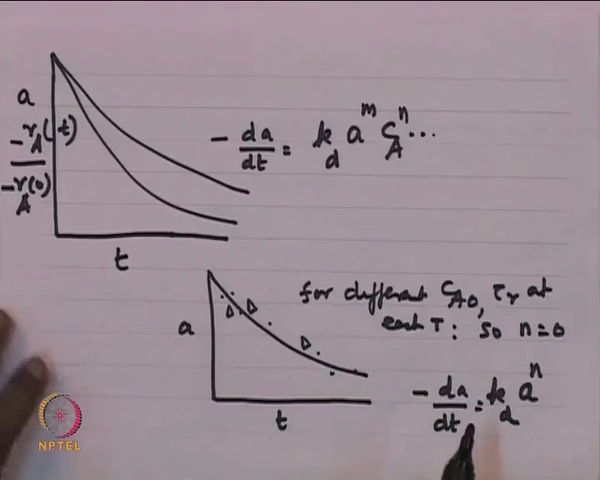 a
-r_A(t)
-r_A(0)
t
- da/dt = k_d a^m C_A^n ...
for different C_A0, τ_r at
each T: so n=0
a
t
- da/dt = k_d a^n
NPTEL